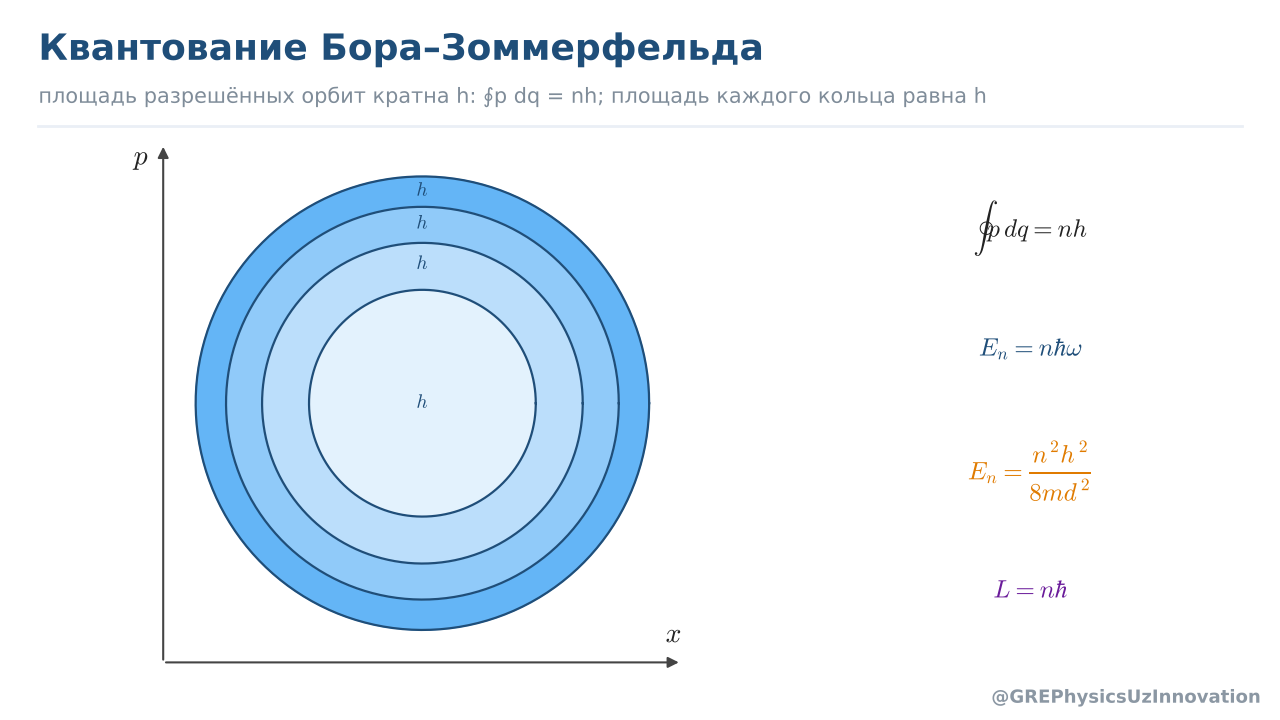 Квантование Бора–Зоммерфельда
площадь разрешённых орбит кратна h: ∮p dq = nh; площадь каждого кольца равна h
p
h
h
h
h
x
∮p dq = nh
Eₙ = nħω
Eₙ = n²h²/8md²
L = nħ
@GREPhysicsUzInnovation